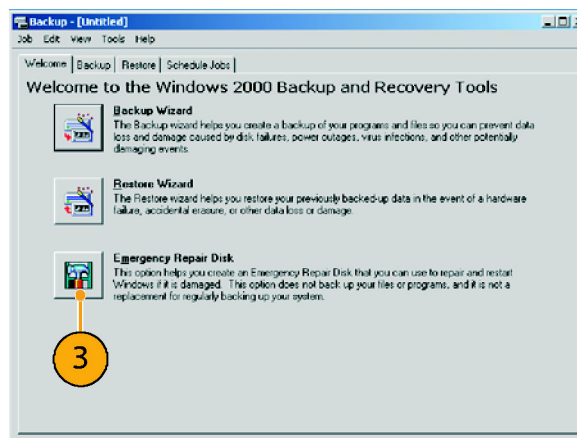 Backup - [Untitled]
Job Edit View Tools Help
Welcome Backup Restore Schedule Jobs
Welcome to the Windows 2000 Backup and Recovery Tools
Backup Wizard
The Backup wizard helps you create a backup of your programs and files so you can prevent data
loss and damage caused by disk failures, power outages, virus infections, and other potentially
damaging events.
Restore Wizard
The Restore wizard helps you restore your previously backed-up data in the event of a hardware
failure, accidental erasure, or other data loss or damage.
Emergency Repair Disk
This option helps you create an Emergency Repair Disk that you can use to repair and restart
Windows if it is damaged. This option does not back up your files or programs, and it is not a
replacement for regularly backing up your system.
3